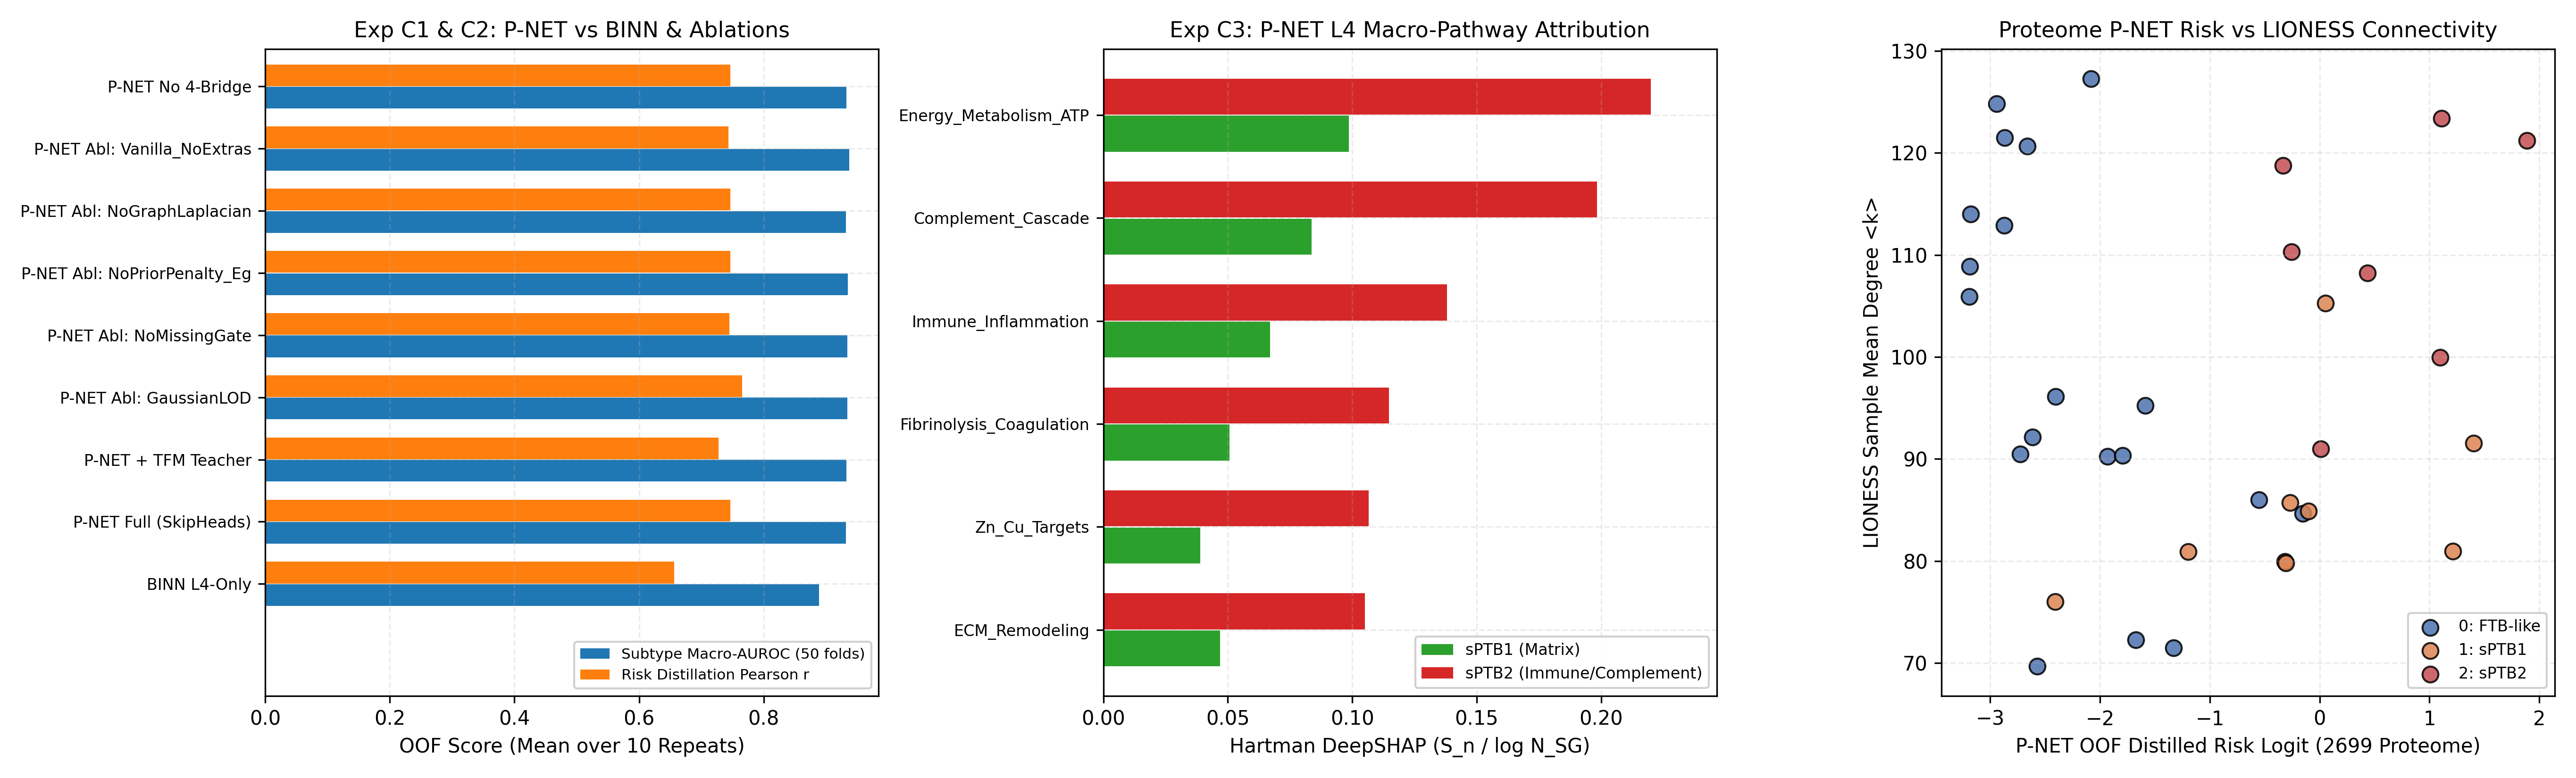 Exp C1 & C2: P-NET vs BINN & Ablations
P-NET No 4-Bridge
P-NET Abl: Vanilla_NoExtras
P-NET Abl: NoGraphLaplacian
P-NET Abl: NoPriorPenalty_Eg
P-NET Abl: NoMissingGate
P-NET Abl: GaussianLOD
P-NET + TFM Teacher
P-NET Full (SkipHeads)
BINN L4-Only
Subtype Macro-AUROC (50 folds)
Risk Distillation Pearson r
0.0 0.2 0.4 0.6 0.8
OOF Score (Mean over 10 Repeats)
Exp C3: P-NET L4 Macro-Pathway Attribution
Energy_Metabolism_ATP
Complement_Cascade
Immune_Inflammation
Fibrinolysis_Coagulation
Zn_Cu_Targets
ECM_Remodeling
sPTB1 (Matrix)
sPTB2 (Immune/Complement)
0.00 0.05 0.10 0.15 0.20
Hartman DeepSHAP (S_n / log N_SG)
Proteome P-NET Risk vs LIONESS Connectivity
LIONESS Sample Mean Degree <k>
130
120
110
100
90
80
70
0: FTB-like
1: sPTB1
2: sPTB2
−3 −2 −1 0 1 2
P-NET OOF Distilled Risk Logit (2699 Proteome)